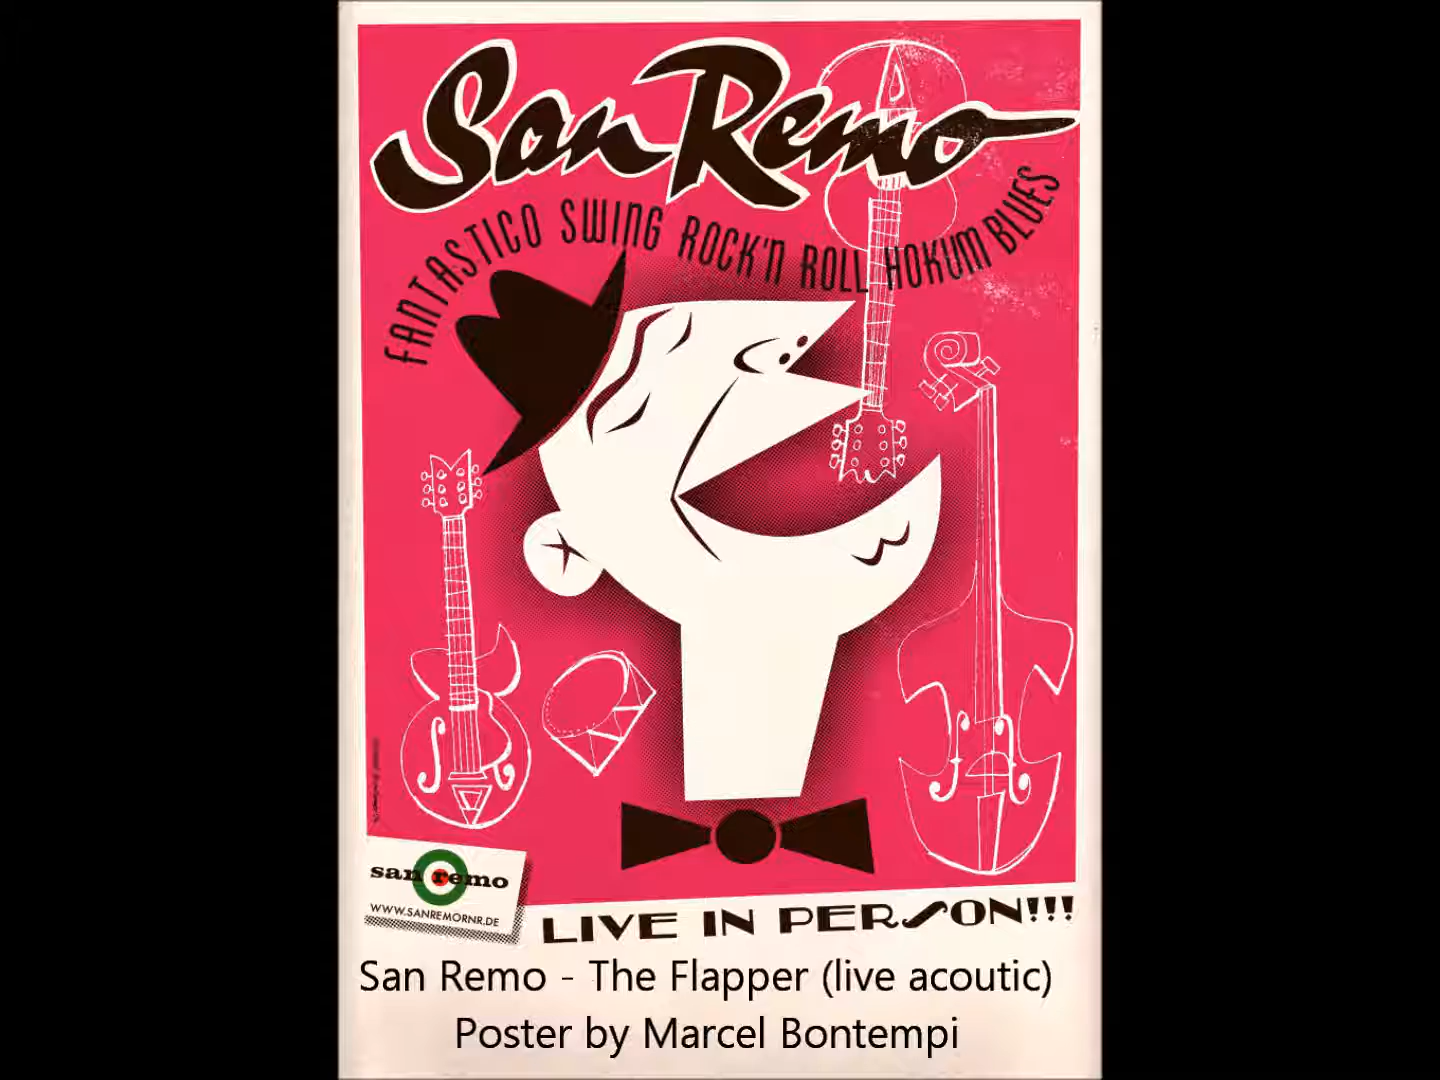 San Remo
FANTASTICO SWING ROCK'N ROLL HOKUM BLUES
san remo
WWW.SANREMORNR.DE
LIVE IN PERSON!!!
San Remo - The Flapper (live acoutic)
Poster by Marcel Bontempi